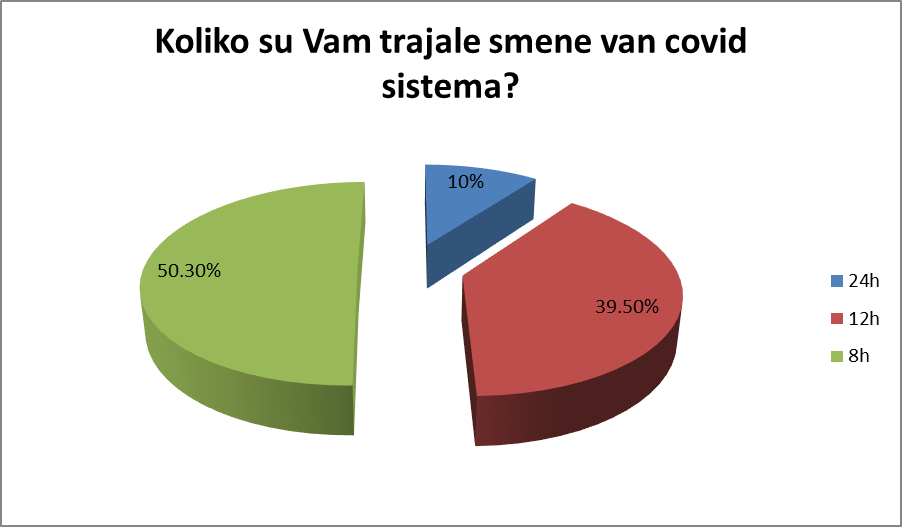 Koliko su Vam trajale smene van covid
sistema?
10%
50.30%
39.50%
24h
12h
8h